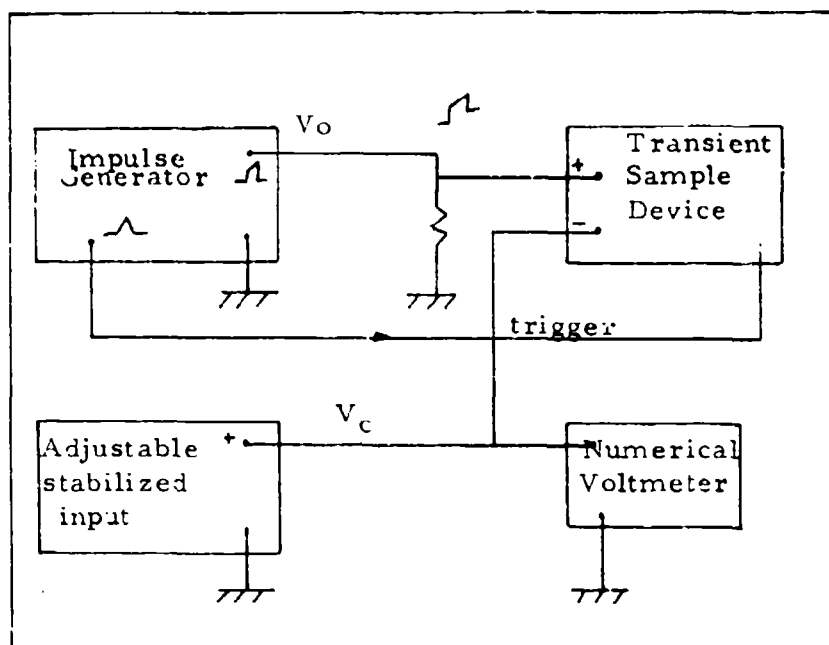 Vo
Impulse
Generator
Transient
Sample
Device
+
-
trigger
Vc
Adjustable
stabilized
input
+
Numerical
Voltmeter